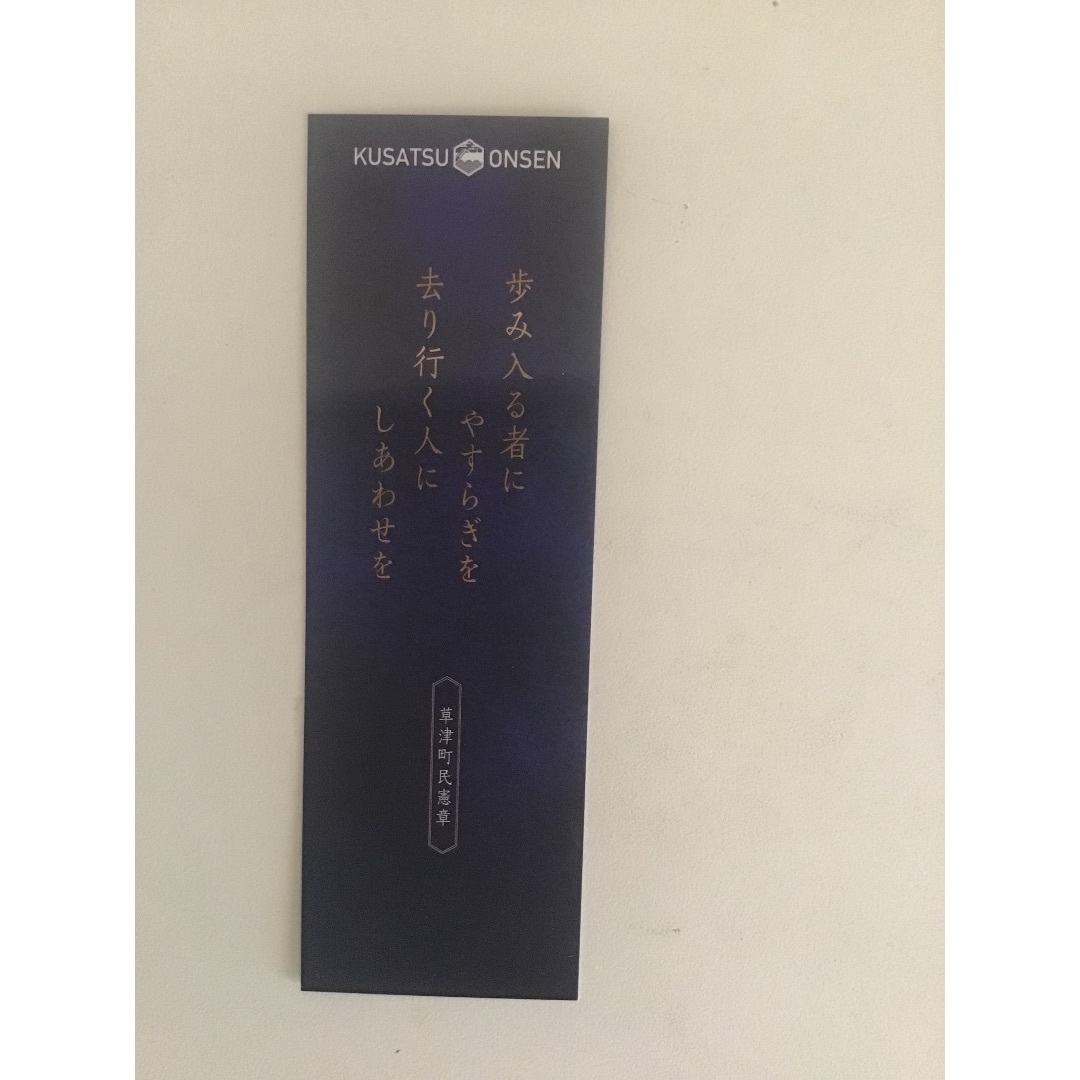 KUSATSU ONSEN
歩み入る者に
やすらぎを
去り行く人に
しあわせを
草津町民憲章